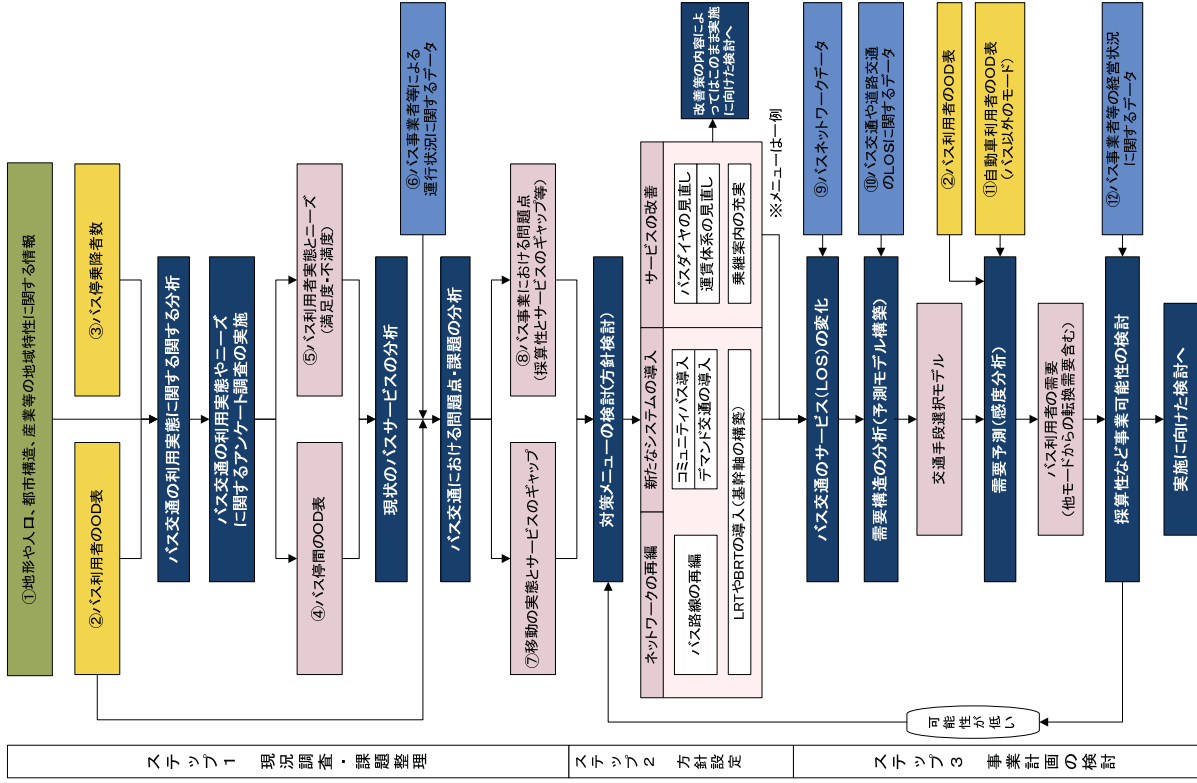 ステップ1　現況調査・課題整理
①地形や人口、都市構造、産業等の地域特性に関する情報
②バス利用者のOD表
③バス停乗降者数
バス交通の利用実態に関する関する分析
バス交通の利用実態やニーズ
に関するアンケート調査の実施
④バス停間のOD表
⑤バス利用者実態とニーズ
(満足度・不満度)
現状のバスサービスの分析
⑥バス事業者等による
運行状況に関するデータ
バス交通における問題点・課題の分析
⑦移動の実態とサービスのギャップ
⑧バス事業における問題点
(採算性とサービスのギャップ等)
ステップ2　方針設定
対策メニューの検討(方針検討)
ネットワークの再編
新たなシステムの導入
サービスの改善
バス路線の再編
コミュニティバス導入
デマンド交通の導入
バスダイヤの見直し
運賃体系の見直し
LRTやBRTの導入(基幹軸の構築)
乗継案内の充実
改善策の内容によ
ってはこのまま実施
に向けた検討へ
※メニューは一例
ステップ3　事業計画の検討
バス交通のサービス(LOS)の変化
⑨バスネットワークデータ
需要構造の分析(予測モデル構築)
⑩バス交通や道路交通
のLOSに関するデータ
交通手段選択モデル
②バス利用者のOD表
需要予測(感度分析)
⑪自動車利用者のOD表
(バス以外のモード)
バス利用者の需要
(他モードからの転換需要含む)
可能性が
低い
採算性など事業可能性の検討
⑫バス事業者等の経営状況
に関するデータ
実施に向けた検討へ